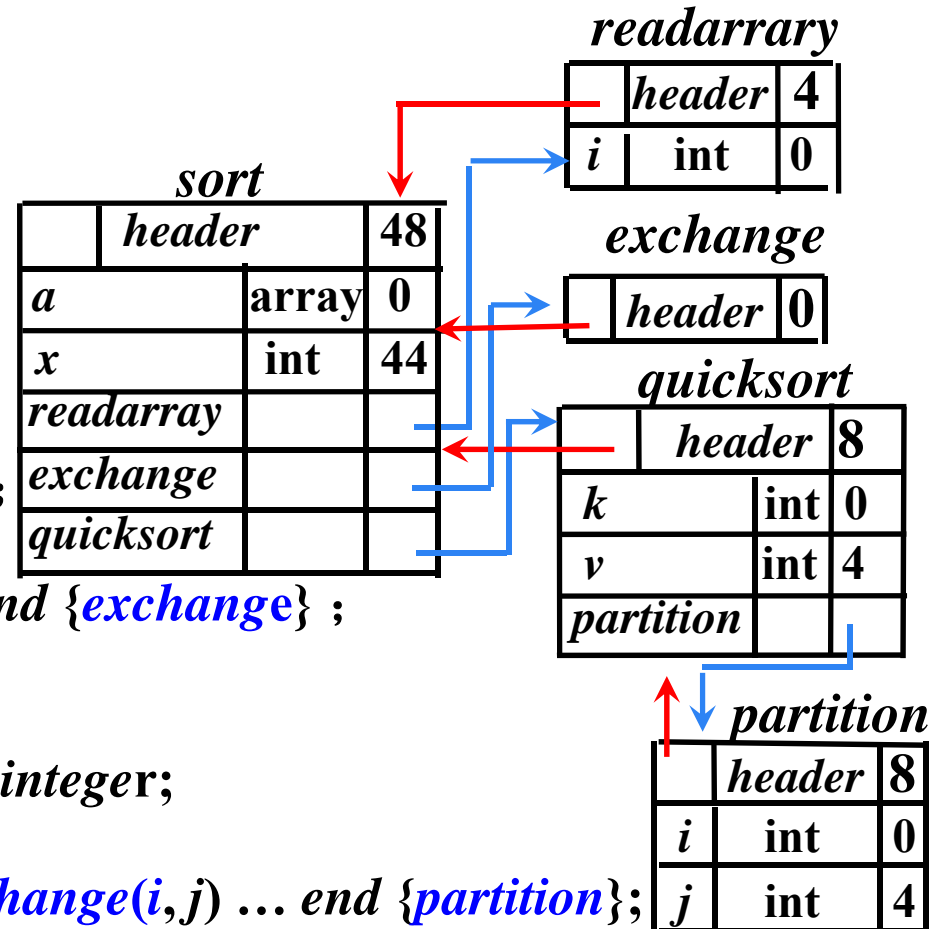 readarrary
header 4
i int 0
sort
header 48
a array 0
x int 44
readarray
exchange
quicksort
exchange
header 0
quicksort
header 8
k int 0
v int 4
partition
;
nd {exchange} ;
partition
header 8
i int 0
j int 4
integer;
hange(i,j) … end {partition};